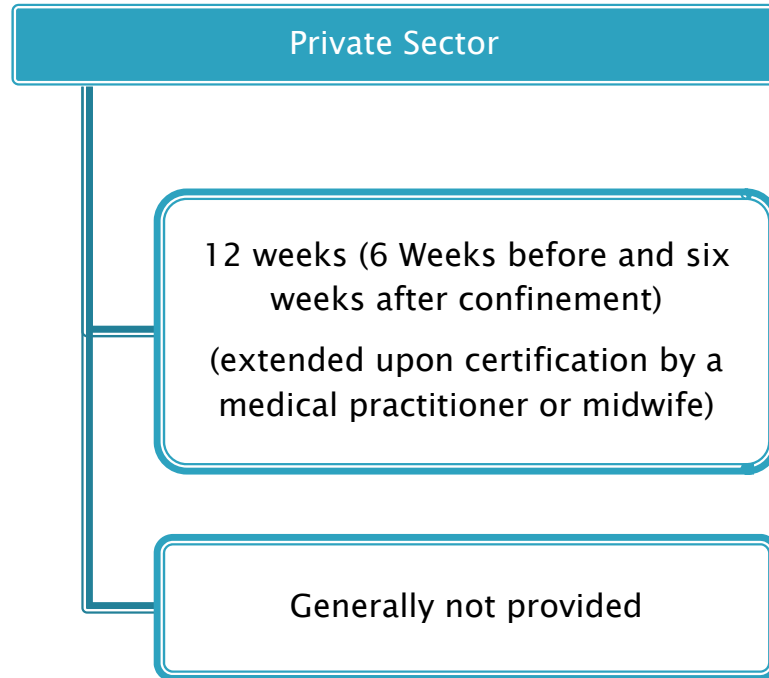 Private Sector
12 weeks (6 Weeks before and six
weeks after confinement)
(extended upon certification by a
medical practitioner or midwife)
Generally not provided